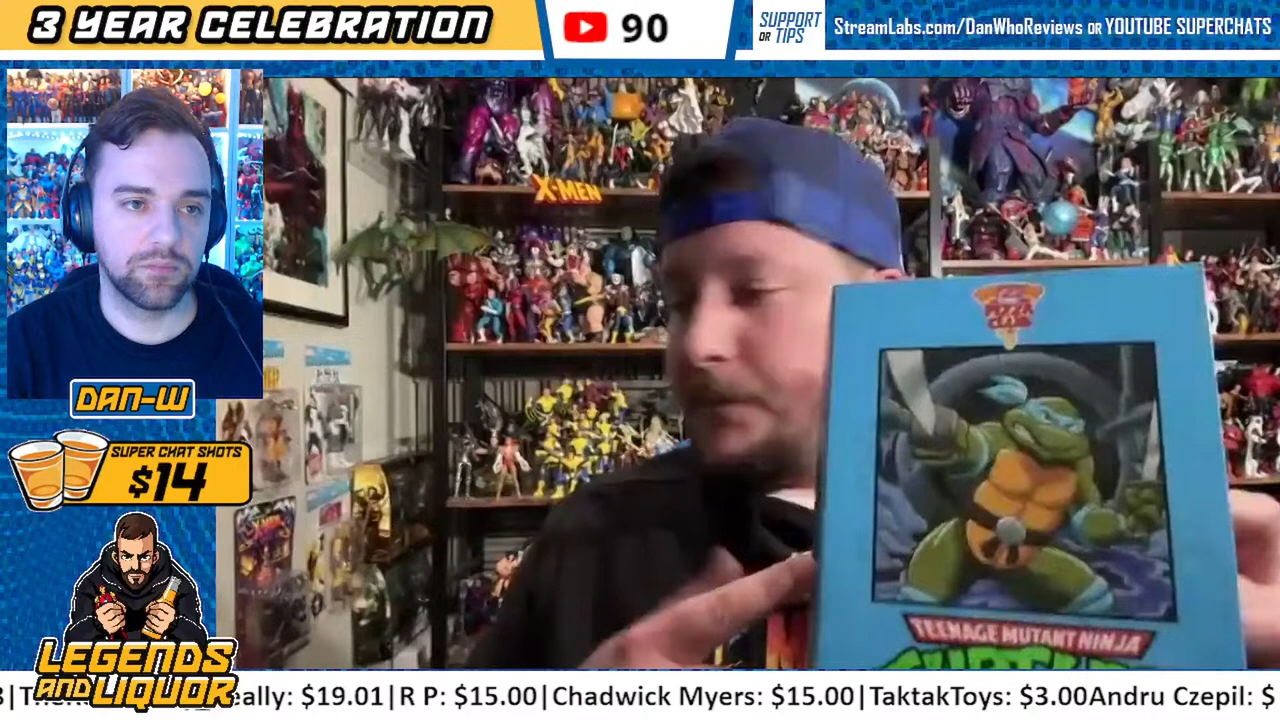 3 YEAR CELEBRATION
90
SUPPORT
OR TIPS
StreamLabs.com/DanWhoReviews OR YOUTUBE SUPERCHATS
X-MEN
PIZZA
CLUB
DAN-W
SUPER CHAT SHOTS
$14
TEENAGE MUTANT NINJA
LEGENDS
AND LIQUOR
eally: $19.01|R P: $15.00|Chadwick Myers: $15.00|TaktakToys: $3.00Andru Czepil: $